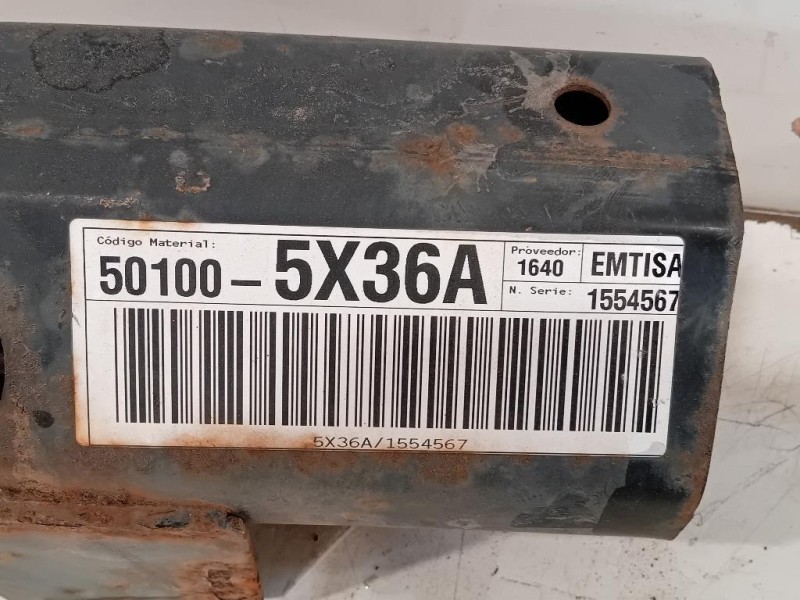 Código Material:
50100 - 5X36A
Proveedor:
1640
EMTISA
N. Serie:
1554567
5X36A/1554567